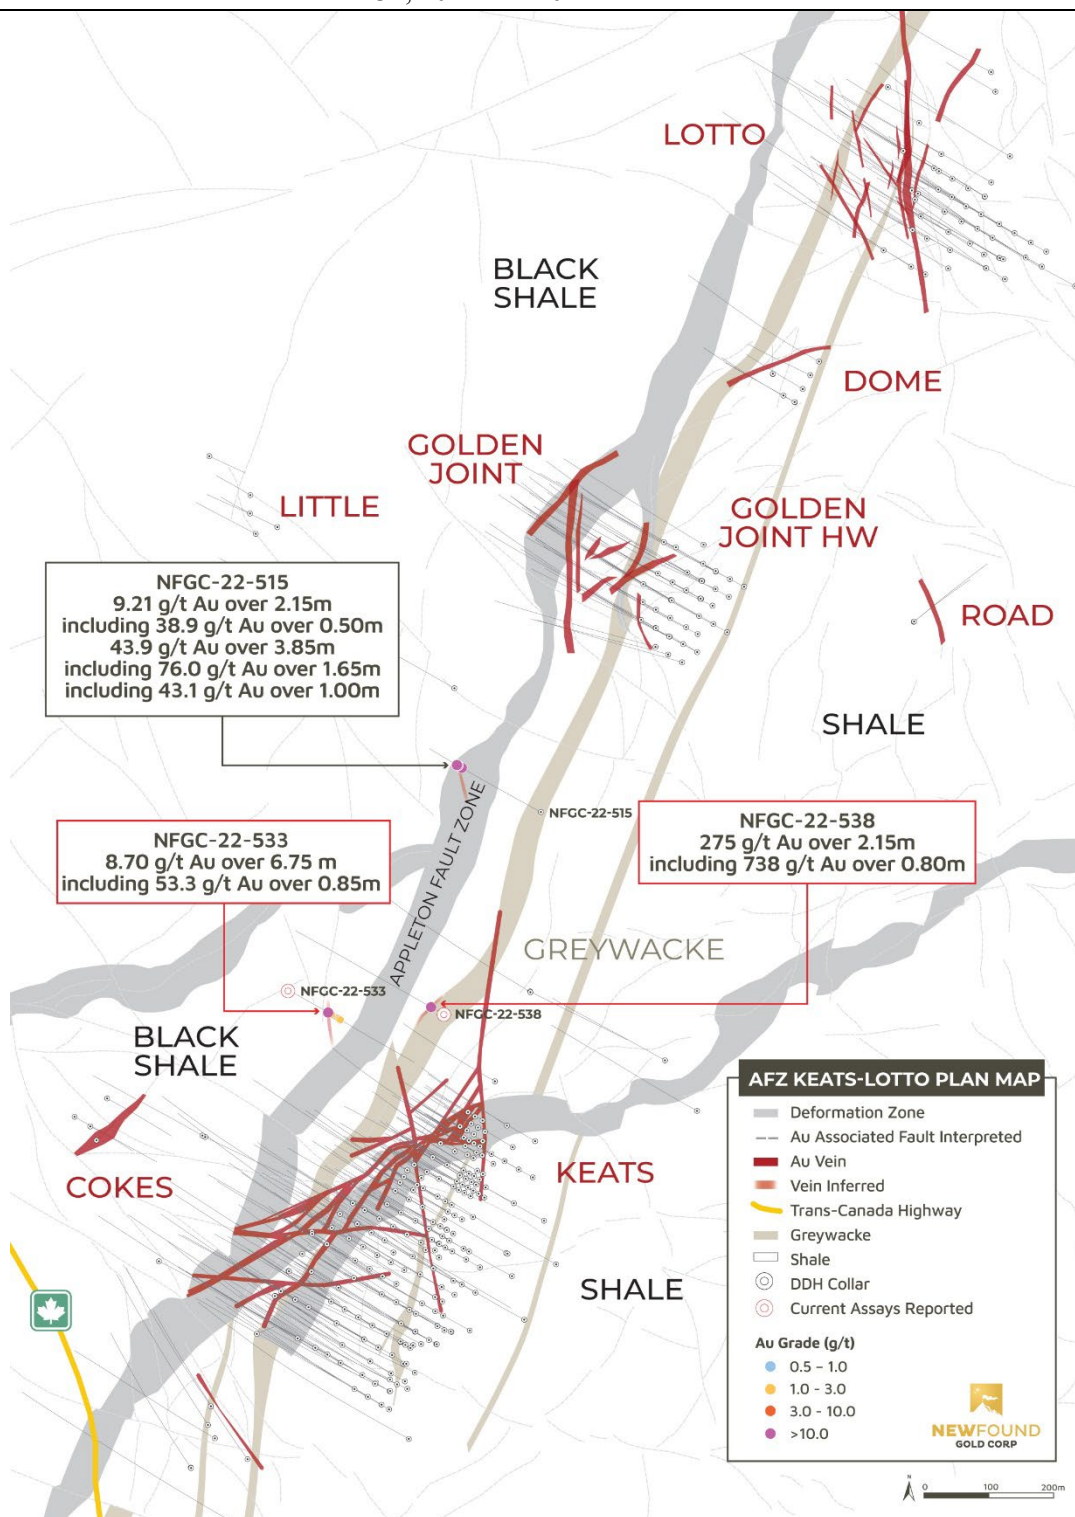 LOTTO
BLACK
SHALE
DOME
GOLDEN
JOINT
LITTLE
GOLDEN
JOINT HW
ROAD
NFGC-22-515
9.21 g/t Au over 2.15m
including 38.9 g/t Au over 0.50m
43.9 g/t Au over 3.85m
including 76.0 g/t Au over 1.65m
including 43.1 g/t Au over 1.00m
SHALE
NFGC-22-515
APPLETON FAULT ZONE
NFGC-22-533
8.70 g/t Au over 6.75 m
including 53.3 g/t Au over 0.85m
NFGC-22-538
275 g/t Au over 2.15m
including 738 g/t Au over 0.80m
GREYWACKE
NFGC-22-533
NFGC-22-538
BLACK
SHALE
COKES
KEATS
SHALE
AFZ KEATS-LOTTO PLAN MAP
Deformation Zone
Au Associated Fault Interpreted
Au Vein
Vein Inferred
Trans-Canada Highway
Greywacke
Shale
DDH Collar
Current Assays Reported
Au Grade (g/t)
0.5 - 1.0
1.0 - 3.0
3.0 - 10.0
>10.0
NEWFOUND
GOLD CORP
N
0 100 200m